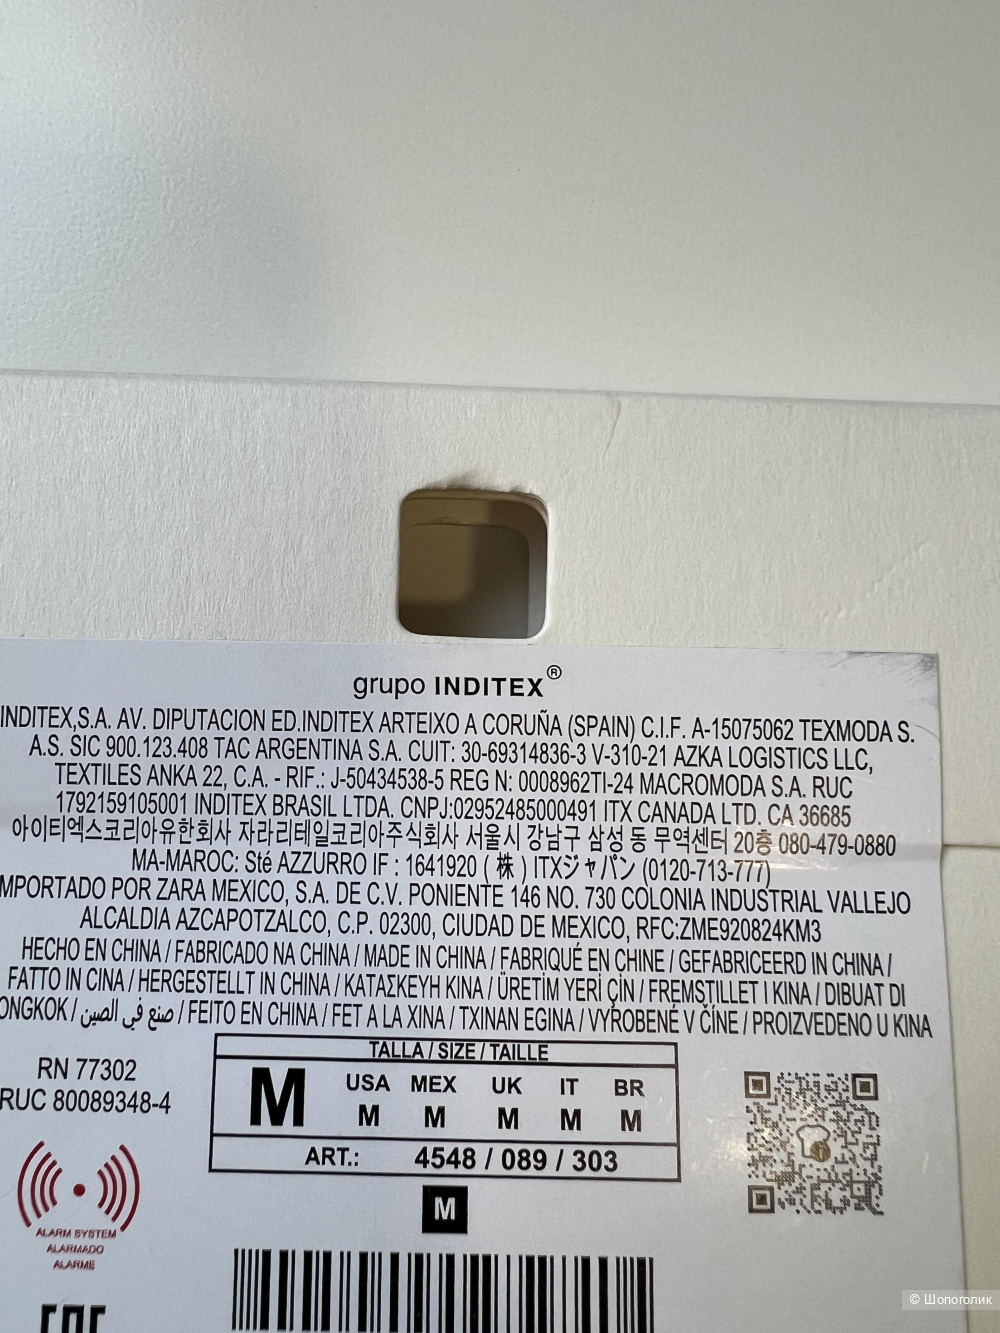 grupo INDITEX®
INDITEX,S.A. AV. DIPUTACION ED.INDITEX ARTEIXO A CORUÑA (SPAIN) C.I.F. A-15075062 TEXMODA S.
A.S. SIC 900.123.408 TAC ARGENTINA S.A. CUIT: 30-69314836-3 V-310-21 AZKA LOGISTICS LLC,
TEXTILES ANKA 22, C.A. - RIF.: J-50434538-5 REG N: 0008962TI-24 MACROMODA S.A. RUC
1792159105001 INDITEX BRASIL LTDA. CNPJ:02952485000491 ITX CANADA LTD. CA 36685
아이티엑스코리아유한회사 자라리테일코리아주식회사 서울시 강남구 삼성 동 무역센터 20층 080-479-0880
MA-MAROC: Sté AZZURRO IF : 1641920 ( 株 ) ITXジャパン (0120-713-777)
MPORTADO POR ZARA MEXICO, S.A. DE C.V. PONIENTE 146 NO. 730 COLONIA INDUSTRIAL VALLEJO
ALCALDIA AZCAPOTZALCO, C.P. 02300, CIUDAD DE MEXICO, RFC:ZME920824KM3
HECHO EN CHINA / FABRICADO NA CHINA / MADE IN CHINA / FABRIQUÉ EN CHINE / GEFABRICEERD IN CHINA /
FATTO IN CINA / HERGESTELLT IN CHINA / ΚΑΤΑΣΚΕΥΗ ΚΙΝΑ / ÜRETİM YERİ ÇİN / FREMSTILLET I KINA / DIBUAT DI
ONGKOK / صنع في الصين / FEITO EN CHINA / FET A LA XINA / TXINAN EGINA / VYROBENÉ V ČÍNE / PROIZVEDENO U KINA
RN 77302
RUC 80089348-4
TALLA / SIZE / TAILLE
M USA MEX UK IT BR
M M M M M
ART.: 4548 / 089 / 303
M
ALARM SYSTEM
ALARMADO
ALARME
© Шопоголик